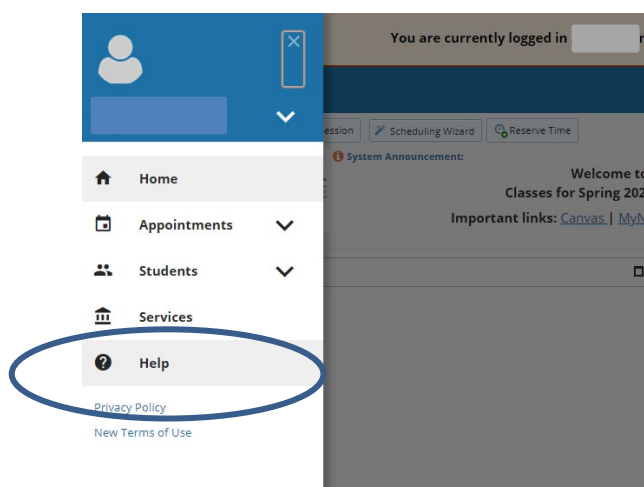 You are currently logged in
ession Scheduling Wizard Reserve Time
System Announcement:
Welcome to
Classes for Spring 202
Important links: Canvas | MyN
Home
Appointments
Students
Services
Help
Privacy Policy
New Terms of Use